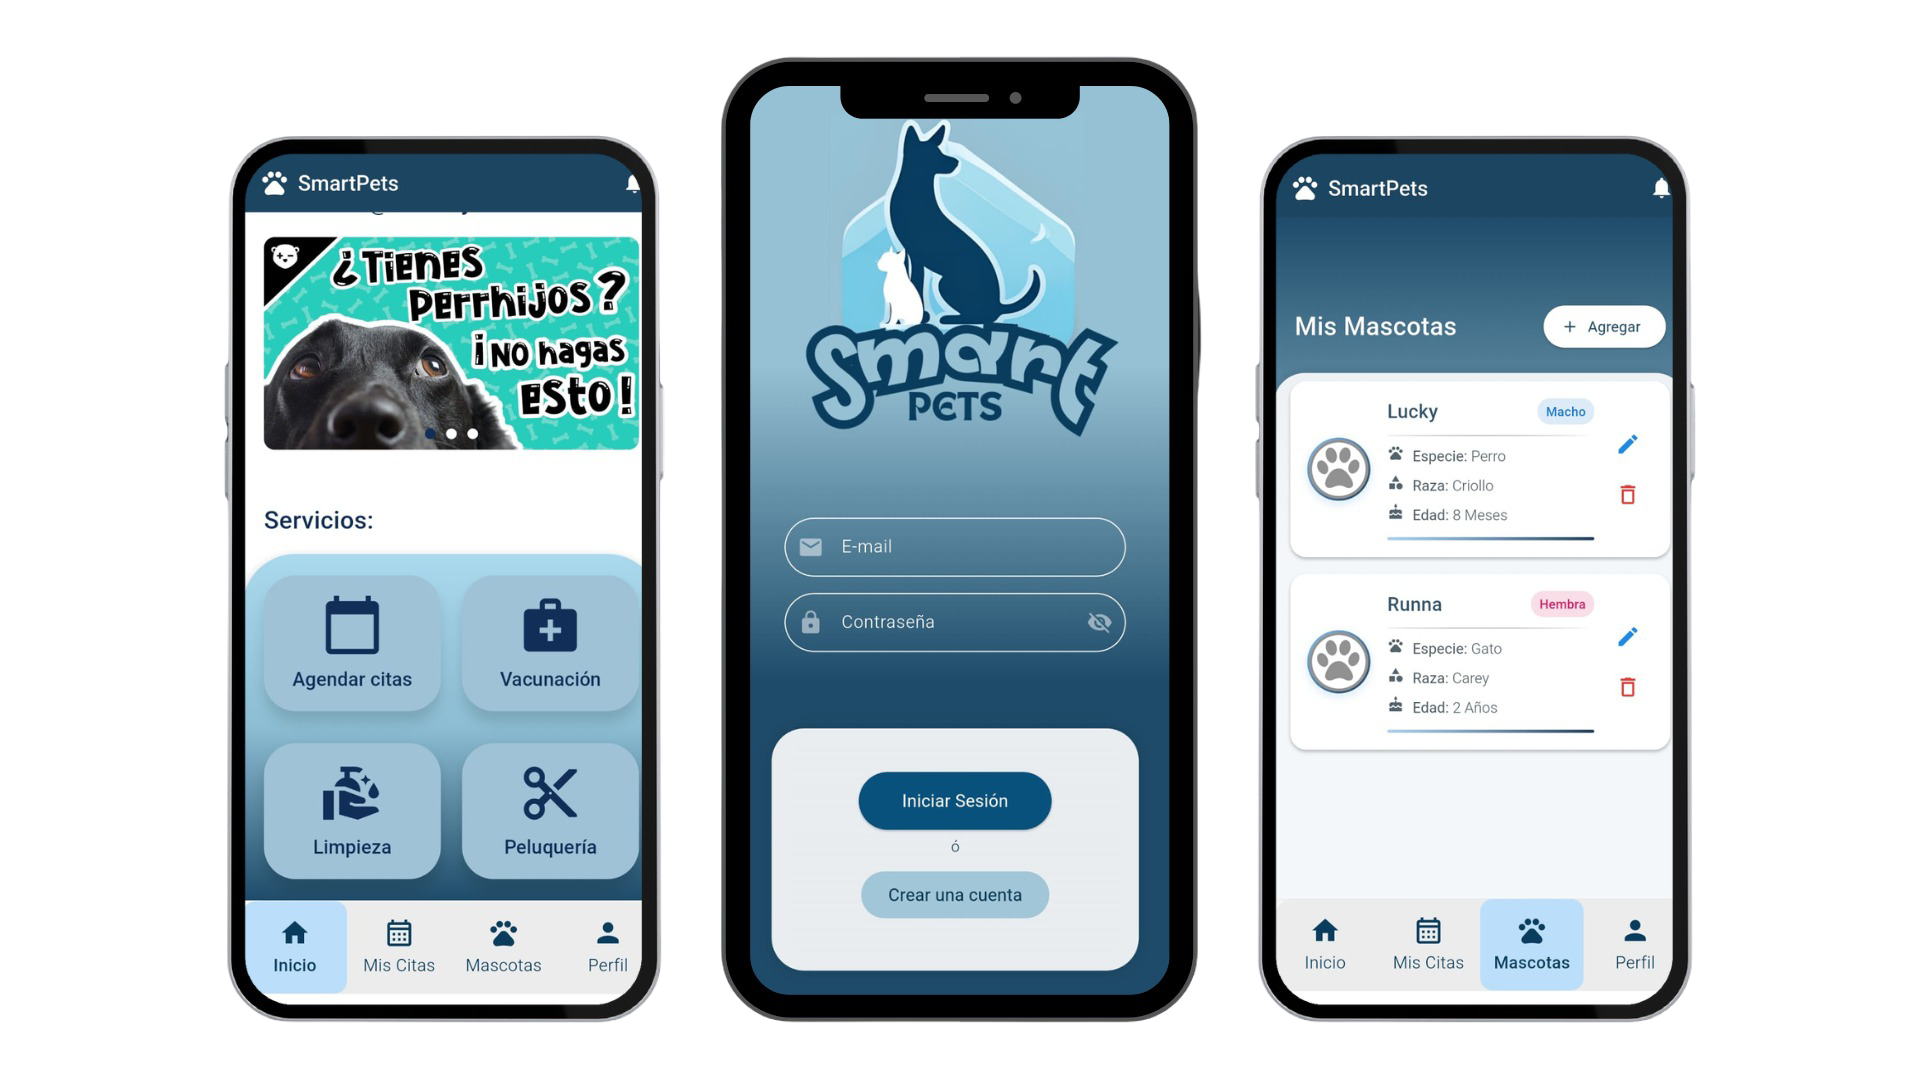 SmartPets
¿Tienes
perrhijos?
¡No hagas
esto!
Servicios:
Agendar citas
Vacunación
Limpieza
Peluquería
Inicio
Mis Citas
Mascotas
Perfil
Smart
PETS
E-mail
Contraseña
Iniciar Sesión
ó
Crear una cuenta
SmartPets
Mis Mascotas
+ Agregar
Lucky
Macho
Especie: Perro
Raza: Criollo
Edad: 8 Meses
Runna
Hembra
Especie: Gato
Raza: Carey
Edad: 2 Años
Inicio
Mis Citas
Mascotas
Perfil